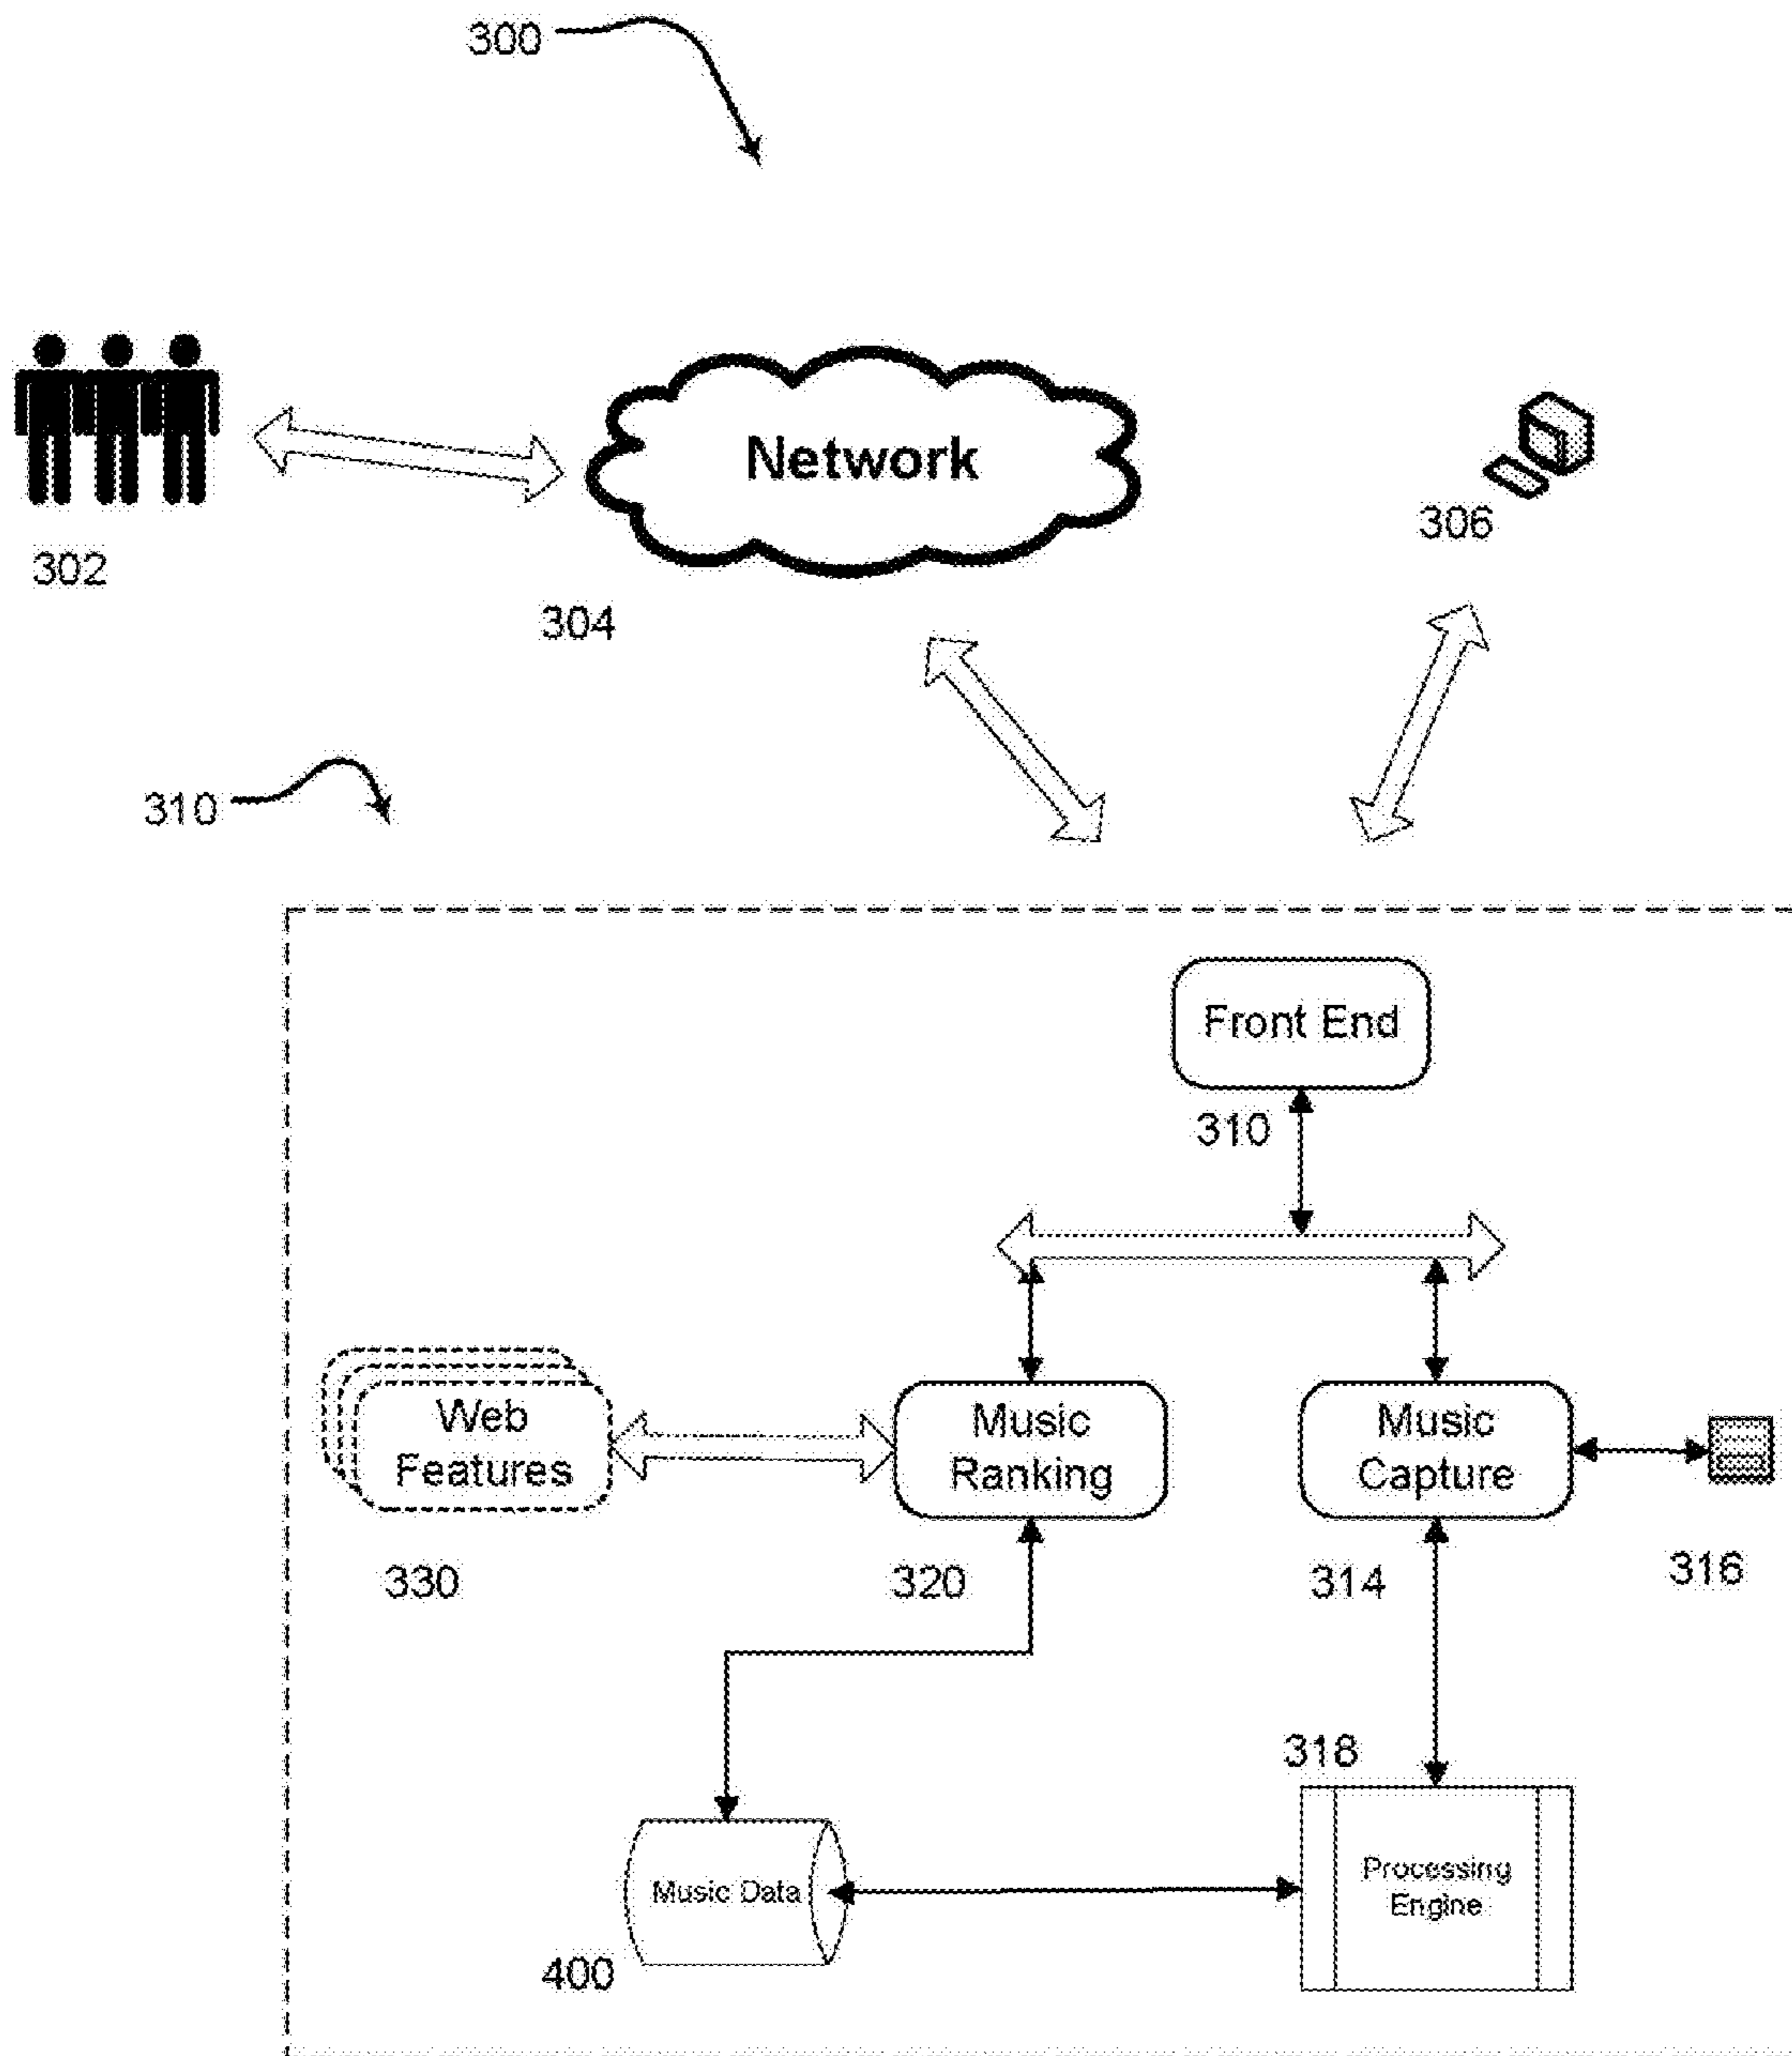 300
Network
302
304
306
310
Front End
310
Web
Features
Music
Ranking
Music
Capture
330
320
314
316
318
Music Data
Processing
Engine
400